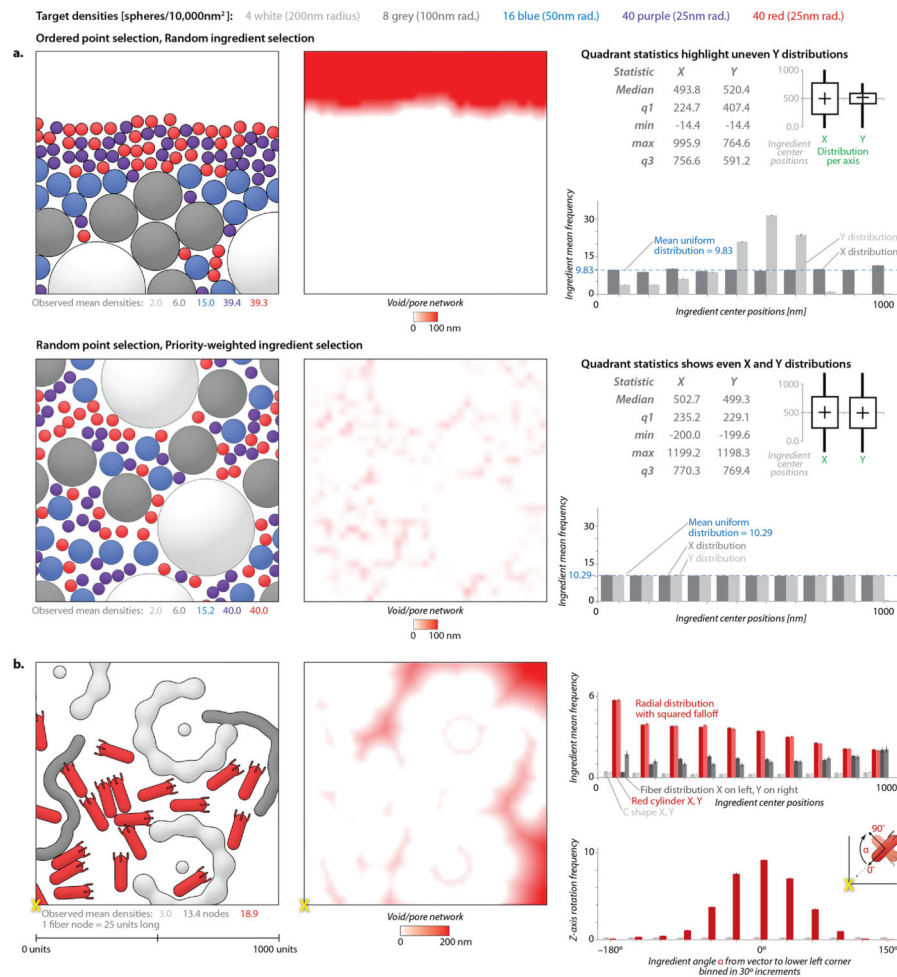 Target densities [spheres/10,000nm²]: 4 white (200nm radius) 8 grey (100nm rad.) 16 blue (50nm rad.) 40 purple (25nm rad.) 40 red (25nm rad.)
Ordered point selection, Random ingredient selection
a.
Observed mean densities: 2.0 6.0 15.0 39.4 39.3
Void/pore network
0 100 nm
Quadrant statistics highlight uneven Y distributions
Statistic X Y
Median 493.8 520.4
q1 224.7 407.4
min -14.4 -14.4
max 995.9 764.6
q3 756.6 591.2
1000
500
0.0
Ingredient center positions
X Y
Distribution per axis
Ingredient mean frequency
30
15
9.83
0
Mean uniform distribution = 9.83
Y distribution
X distribution
0 1000
Ingredient center positions [nm]
Random point selection, Priority-weighted ingredient selection
Observed mean densities: 2.0 6.0 15.2 40.0 40.0
Void/pore network
0 100 nm
Quadrant statistics shows even X and Y distributions
Statistic X Y
Median 502.7 499.3
q1 235.2 229.1
min -200.0 -199.6
max 1199.2 1198.3
q3 770.3 769.4
1000
500
0.0
Ingredient center positions
X Y
Ingredient mean frequency
30
15
10.29
0
Mean uniform distribution = 10.29
X distribution
Y distribution
0 1000
Ingredient center positions [nm]
b.
X
Observed mean densities: 3.0 13.4 nodes 18.9
1 fiber node = 25 units long
0 units 1000 units
X
Void/pore network
0 200 nm
Ingredient mean frequency
6
3
0
Radial distribution with squared falloff
Fiber distribution X on left, Y on right
Red cylinder X, Y
C shape X, Y
0 1000
Ingredient center positions
Z-axis rotation frequency
10
0
90°
α
0°
X
−180° 0° 150°
Ingredient angle α from vector to lower left corner
binned in 30° increments